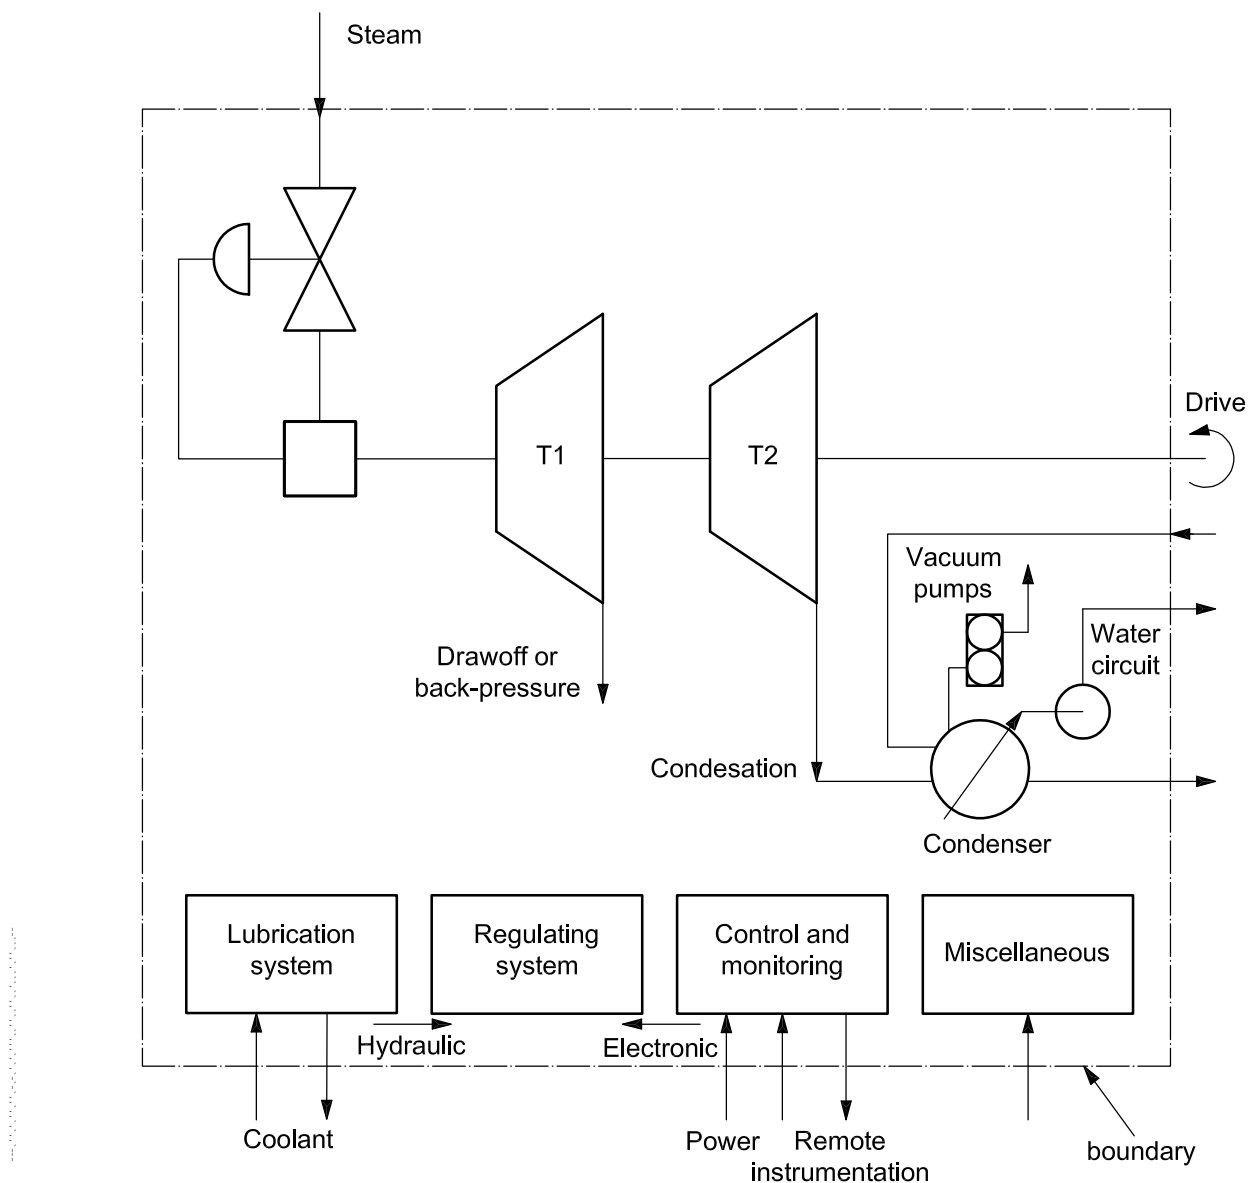 Steam
Drive
T1
T2
Vacuum
pumps
Water
circuit
Drawoff or
back-pressure
Condesation
Condenser
Lubrication
system
Regulating
system
Control and
monitoring
Miscellaneous
Hydraulic
Electronic
Coolant
Power
Remote
instrumentation
boundary